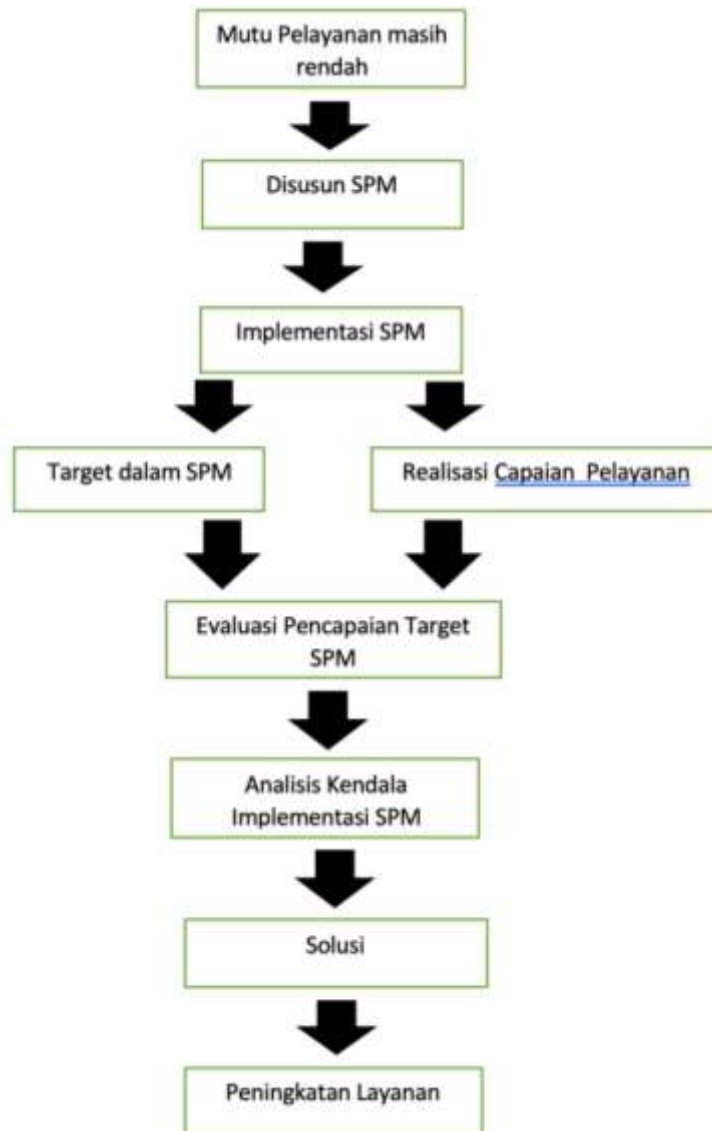 Mutu Pelayanan masih
rendah
Disusun SPM
Implementasi SPM
Target dalam SPM
Realisasi Capaian Pelayanan
Evaluasi Pencapaian Target
SPM
Analisis Kendala
Implementasi SPM
Solusi
Peningkatan Layanan